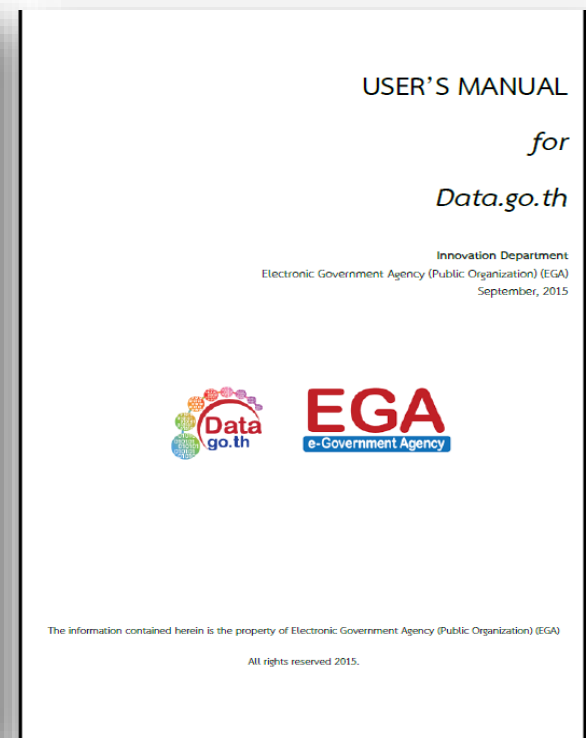 USER'S MANUAL
for
Data.go.th
Innovation Department
Electronic Government Agency (Public Organization) (EGA)
September, 2015
Data
go.th
EGA
e-Government Agency
The information contained herein is the property of Electronic Government Agency (Public Organization) (EGA)
All rights reserved 2015.